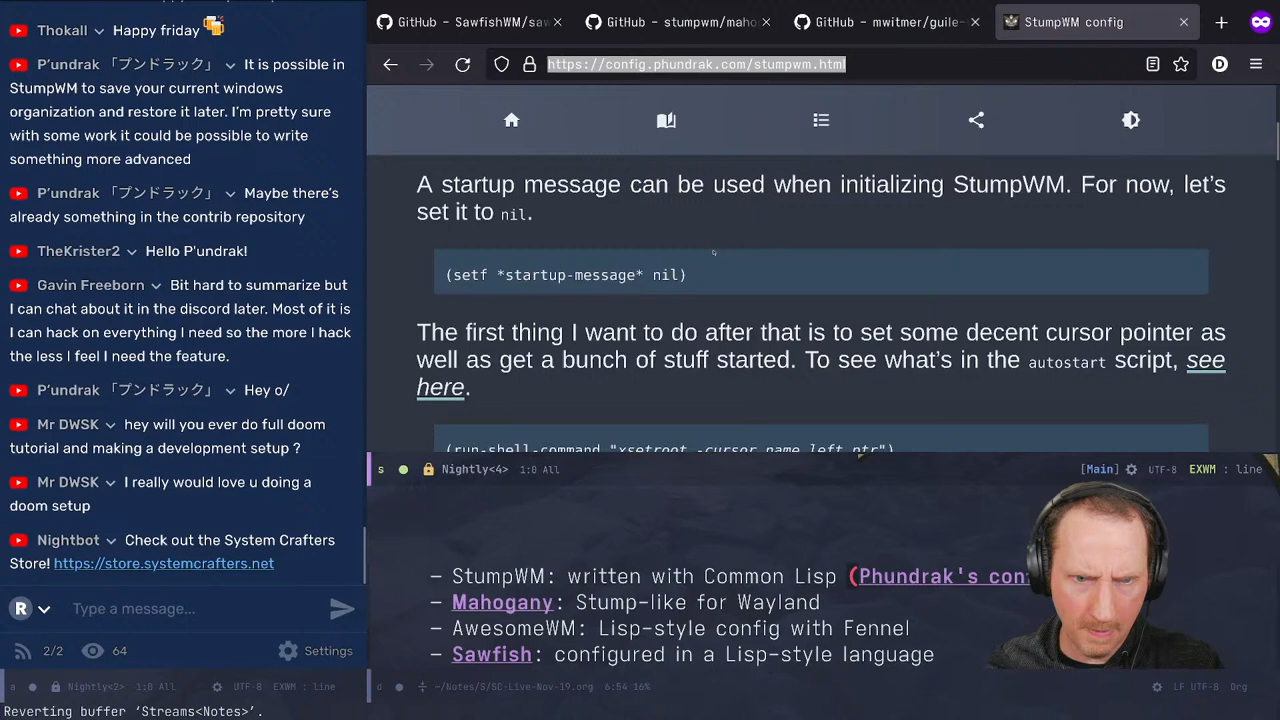 Thokall Happy friday
P'undrak 「プンドラック」 It is possible in
StumpWM to save your current windows
organization and restore it later. I'm pretty sure
with some work it could be possible to write
something more advanced
P'undrak 「プンドラック」 Maybe there's
already something in the contrib repository
TheKrister2 Hello P'undrak!
Gavin Freeborn Bit hard to summarize but
I can chat about it in the discord later. Most of it is
I can hack on everything I need so the more I hack
the less I feel I need the feature.
P'undrak 「プンドラック」 Hey o/
Mr DWSK hey will you ever do full doom
tutorial and making a development setup ?
Mr DWSK I really would love u doing a
doom setup
Nightbot Check out the System Crafters
Store! https://store.systemcrafters.net
R Type a message...
2/2 64 Settings
s Nightly<2> 1:0 All UTF-8 EXWM : line
Reverting buffer ‘Streams<Notes>’.
GitHub - SawfishWM/saw
GitHub - stumpwm/maho
GitHub - mwitmer/guile-
StumpWM config
https://config.phundrak.com/stumpwm.html
D
A startup message can be used when initializing StumpWM. For now, let's
set it to nil.
(setf *startup-message* nil)
The first thing I want to do after that is to set some decent cursor pointer as
well as get a bunch of stuff started. To see what's in the autostart script, see
here.
(run-shell-command "xsetroot -cursor_name left_ptr")
s Nightly<4> 1:0 All [Main] UTF-8 EXWM : line
– StumpWM: written with Common Lisp (Phundrak's con
– Mahogany: Stump-like for Wayland
– AwesomeWM: Lisp-style config with Fennel
– Sawfish: configured in a Lisp-style language
d ~/Notes/S/SC-Live-Nov-19.org 6:54 16% LF UTF-8 Org